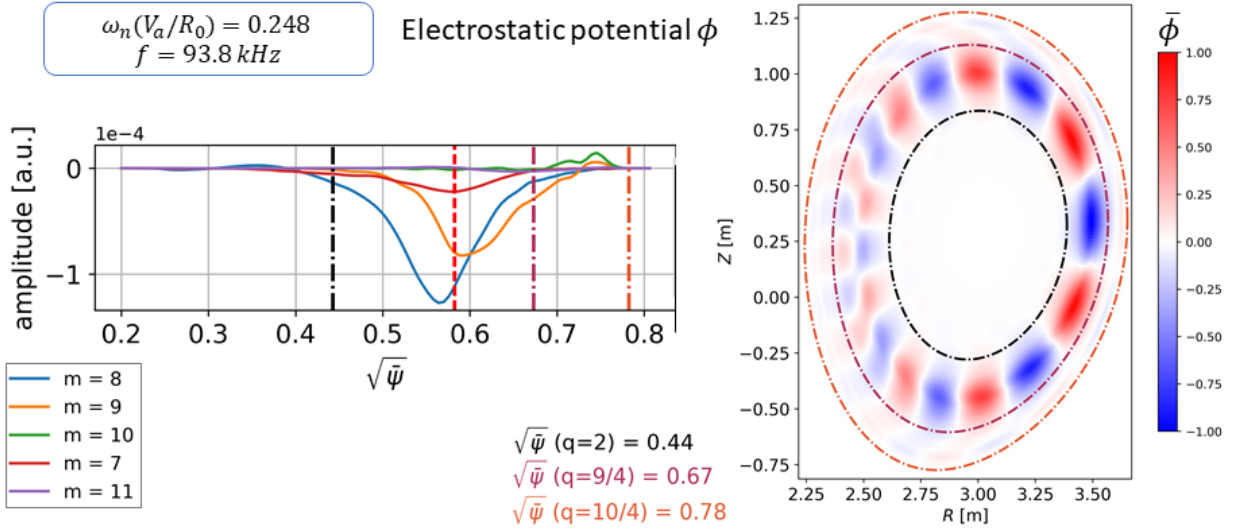 ωₙ(Vₐ/R₀) = 0.248
f = 93.8 kHz
Electrostatic potential ϕ
1e−4
0
−1
amplitude [a.u.]
0.2 0.3 0.4 0.5 0.6 0.7 0.8
√ψ̄
m = 8
m = 9
m = 10
m = 7
m = 11
√ψ̄ (q=2) = 0.44
√ψ̄ (q=9/4) = 0.67
√ψ̄ (q=10/4) = 0.78
1.25
1.00
0.75
0.50
0.25
0.00
−0.25
−0.50
−0.75
Z [m]
2.25 2.50 2.75 3.00 3.25 3.50
R [m]
ϕ̄
1.00
0.75
0.50
0.25
0.00
−0.25
−0.50
−0.75
−1.00